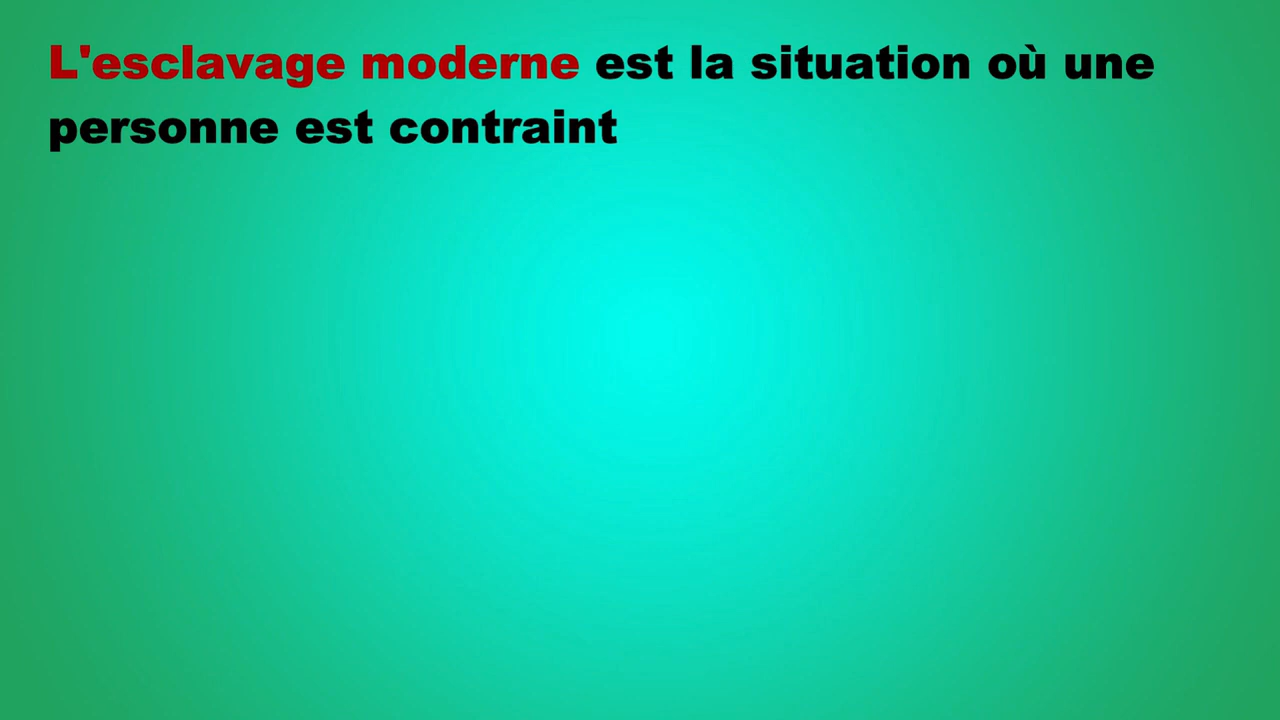 L'esclavage moderne est la situation où une
personne est contraint